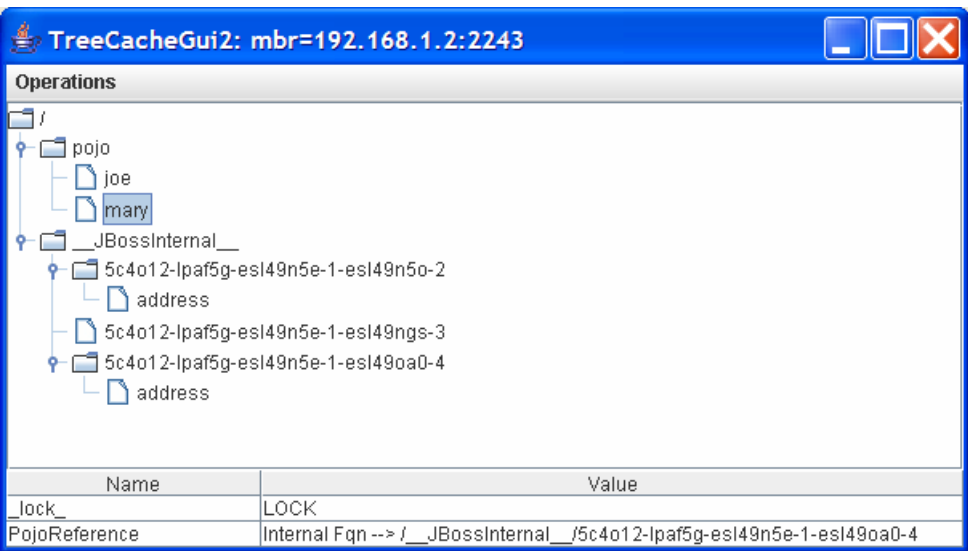 TreeCacheGui2: mbr=192.168.1.2:2243
Operations
/
pojo
joe
mary
__JBossInternal__
5c4o12-lpaf5g-esl49n5e-1-esl49n5o-2
address
5c4o12-lpaf5g-esl49n5e-1-esl49ngs-3
5c4o12-lpaf5g-esl49n5e-1-esl49oa0-4
address
Name Value
_lock_ LOCK
PojoReference Internal Fqn --> /__JBossInternal__/5c4o12-lpaf5g-esl49n5e-1-esl49oa0-4